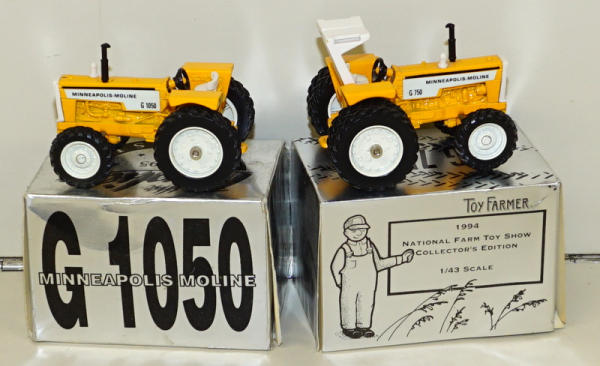 MINNEAPOLIS-MOLINE
G 1050
MINNEAPOLIS-MOLINE
G 750
G 1050
MINNEAPOLIS MOLINE
TOY FARMER
1994
NATIONAL FARM TOY SHOW
COLLECTOR'S EDITION
1/43 SCALE